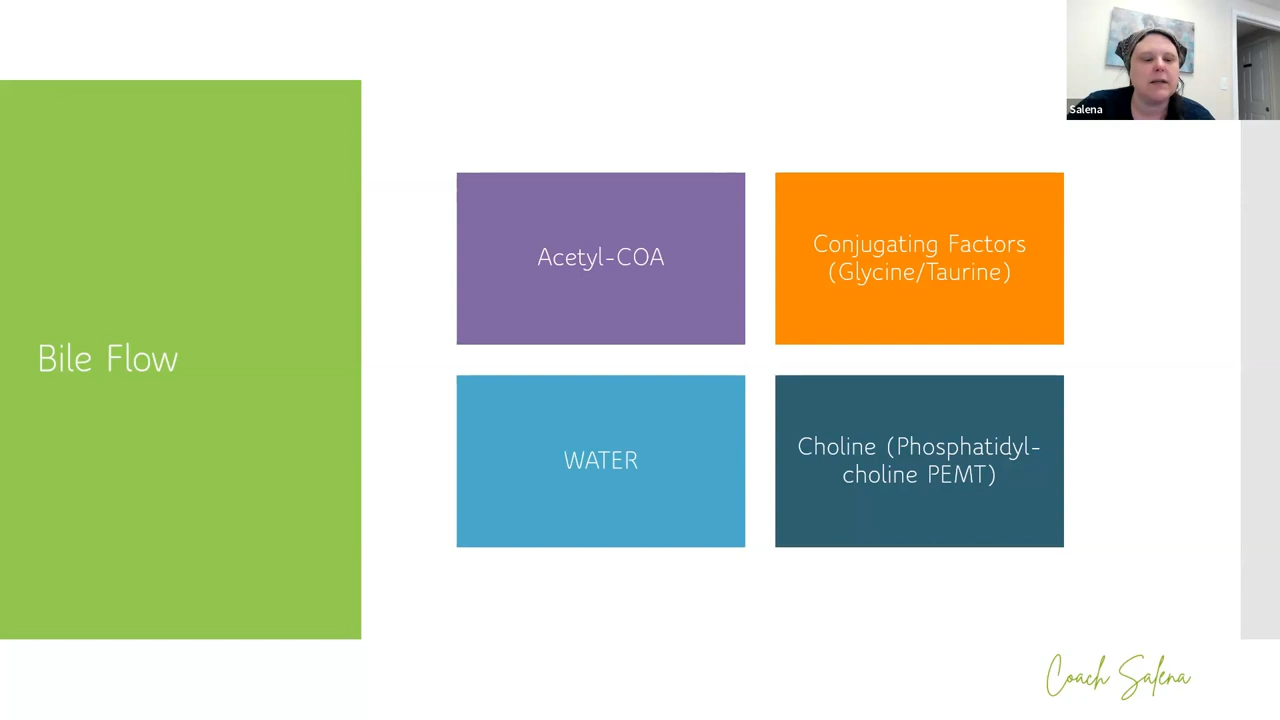 Salena
Bile Flow
Acetyl-COA
Conjugating Factors
(Glycine/Taurine)
WATER
Choline (Phosphatidyl-
choline PEMT)
Coach Salena